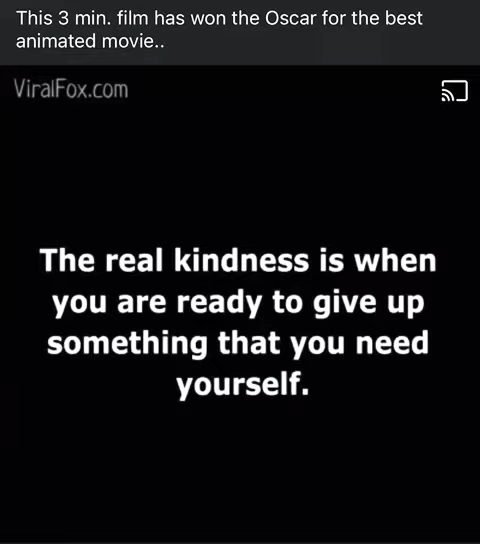 This 3 min. film has won the Oscar for the best
animated movie..
ViralFox.com
The real kindness is when
you are ready to give up
something that you need
yourself.